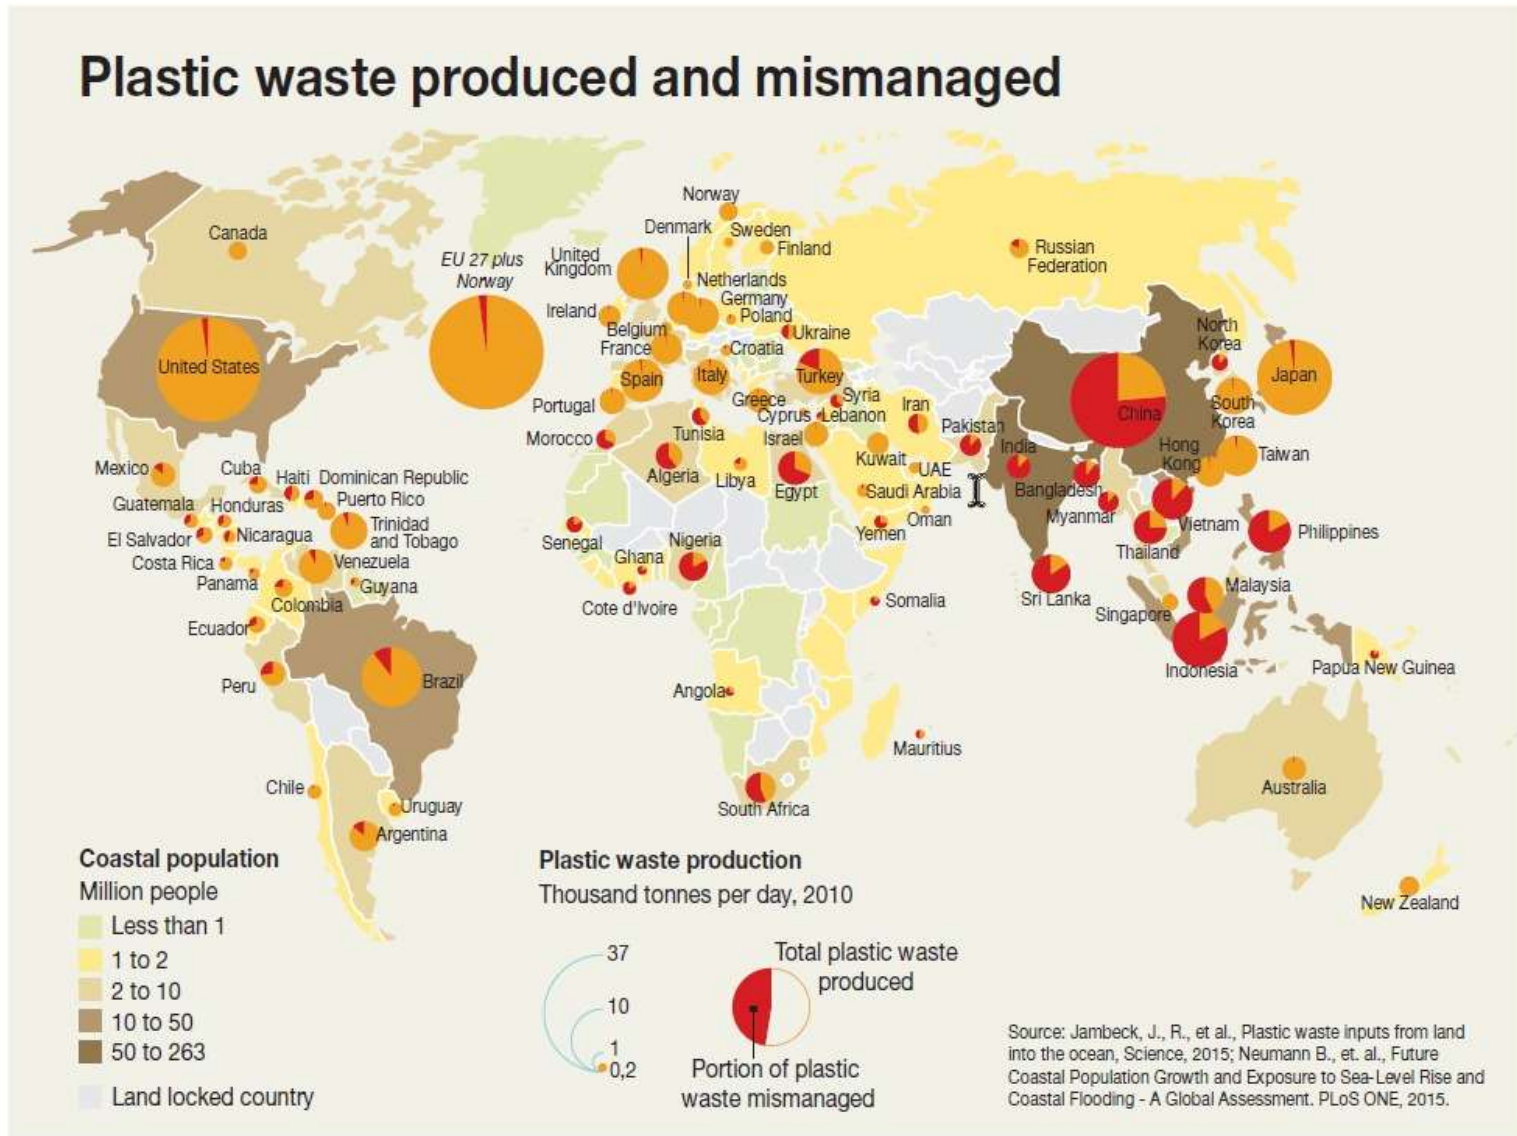 Plastic waste produced and mismanaged
Canada
United States
EU 27 plus
Norway
Norway
Denmark
Sweden
Finland
United
Kingdom
Netherlands
Germany
Poland
Ireland
Belgium
France
Ukraine
Croatia
Spain
Italy
Turkey
Portugal
Greece
Syria
Cyprus
Lebanon
Morocco
Tunisia
Israel
Iran
Pakistan
Algeria
Libya
Egypt
Kuwait
UAE
Saudi Arabia
Oman
Yemen
Russian
Federation
North
Korea
Japan
China
South
Korea
India
Hong
Kong
Taiwan
Bangladesh
Myanmar
Vietnam
Thailand
Philippines
Sri Lanka
Malaysia
Singapore
Indonesia
Papua New Guinea
Mexico
Cuba
Haiti
Dominican Republic
Puerto Rico
Guatemala
Honduras
El Salvador
Nicaragua
Trinidad
and Tobago
Costa Rica
Venezuela
Panama
Guyana
Colombia
Ecuador
Peru
Brazil
Chile
Uruguay
Argentina
Senegal
Ghana
Nigeria
Cote d'Ivoire
Somalia
Angola
Mauritius
South Africa
Australia
New Zealand
Coastal population
Million people
Less than 1
1 to 2
2 to 10
10 to 50
50 to 263
Land locked country
Plastic waste production
Thousand tonnes per day, 2010
37
10
1
0,2
Total plastic waste
produced
Portion of plastic
waste mismanaged
Source: Jambeck, J., R., et al., Plastic waste inputs from land
into the ocean, Science, 2015; Neumann B., et. al., Future
Coastal Population Growth and Exposure to Sea-Level Rise and
Coastal Flooding - A Global Assessment. PLoS ONE, 2015.